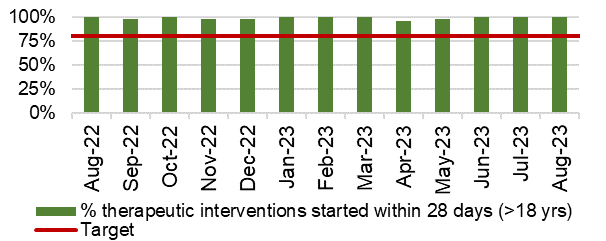 100%
75%
50%
25%
0%
Aug-22
Sep-22
Oct-22
Nov-22
Dec-22
Jan-23
Feb-23
Mar-23
Apr-23
May-23
Jun-23
Jul-23
Aug-23
% therapeutic interventions started within 28 days (>18 yrs)
Target